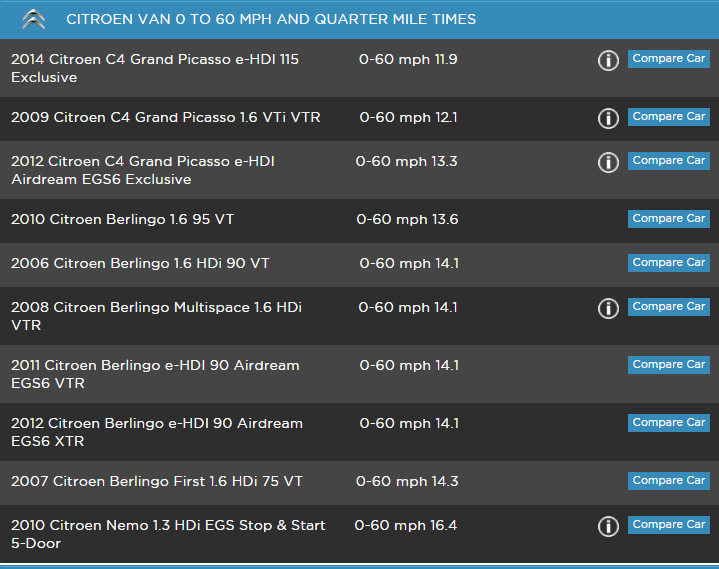 CITROEN VAN 0 TO 60 MPH AND QUARTER MILE TIMES
2014 Citroen C4 Grand Picasso e-HDI 115 0-60 mph 11.9 i Compare Car
Exclusive
2009 Citroen C4 Grand Picasso 1.6 VTi VTR 0-60 mph 12.1 i Compare Car
2012 Citroen C4 Grand Picasso e-HDI 0-60 mph 13.3 i Compare Car
Airdream EGS6 Exclusive
2010 Citroen Berlingo 1.6 95 VT 0-60 mph 13.6 Compare Car
2006 Citroen Berlingo 1.6 HDi 90 VT 0-60 mph 14.1 Compare Car
2008 Citroen Berlingo Multispace 1.6 HDi 0-60 mph 14.1 i Compare Car
VTR
2011 Citroen Berlingo e-HDI 90 Airdream 0-60 mph 14.1 Compare Car
EGS6 VTR
2012 Citroen Berlingo e-HDI 90 Airdream 0-60 mph 14.1 Compare Car
EGS6 XTR
2007 Citroen Berlingo First 1.6 HDi 75 VT 0-60 mph 14.3 Compare Car
2010 Citroen Nemo 1.3 HDi EGS Stop & Start 0-60 mph 16.4 i Compare Car
5-Door